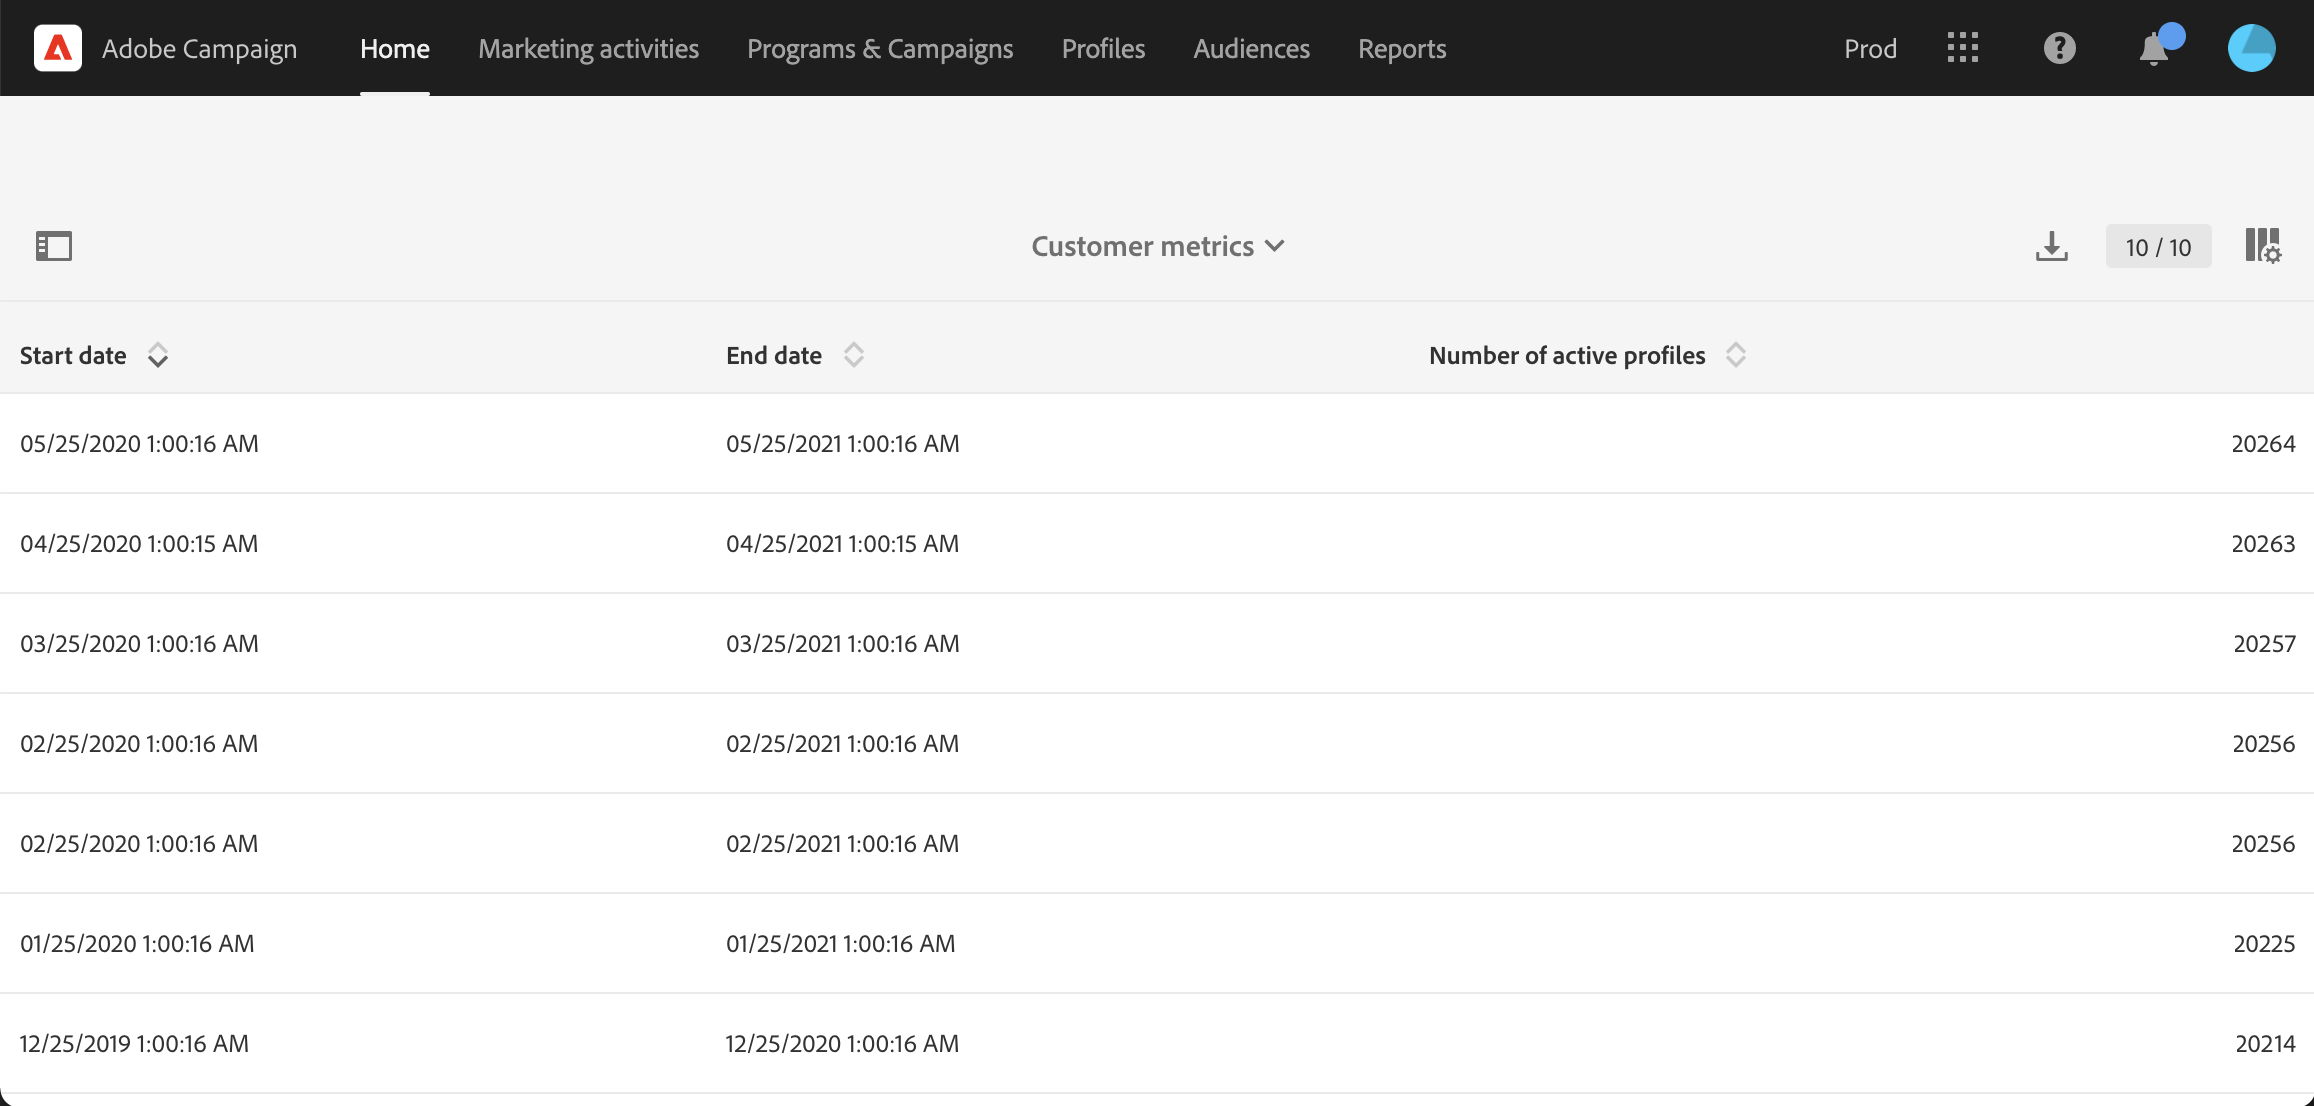 Adobe Campaign Home Marketing activities Programs & Campaigns Profiles Audiences Reports Prod
Customer metrics 10 / 10
Start date End date Number of active profiles
05/25/2020 1:00:16 AM 05/25/2021 1:00:16 AM 20264
04/25/2020 1:00:15 AM 04/25/2021 1:00:15 AM 20263
03/25/2020 1:00:16 AM 03/25/2021 1:00:16 AM 20257
02/25/2020 1:00:16 AM 02/25/2021 1:00:16 AM 20256
02/25/2020 1:00:16 AM 02/25/2021 1:00:16 AM 20256
01/25/2020 1:00:16 AM 01/25/2021 1:00:16 AM 20225
12/25/2019 1:00:16 AM 12/25/2020 1:00:16 AM 20214